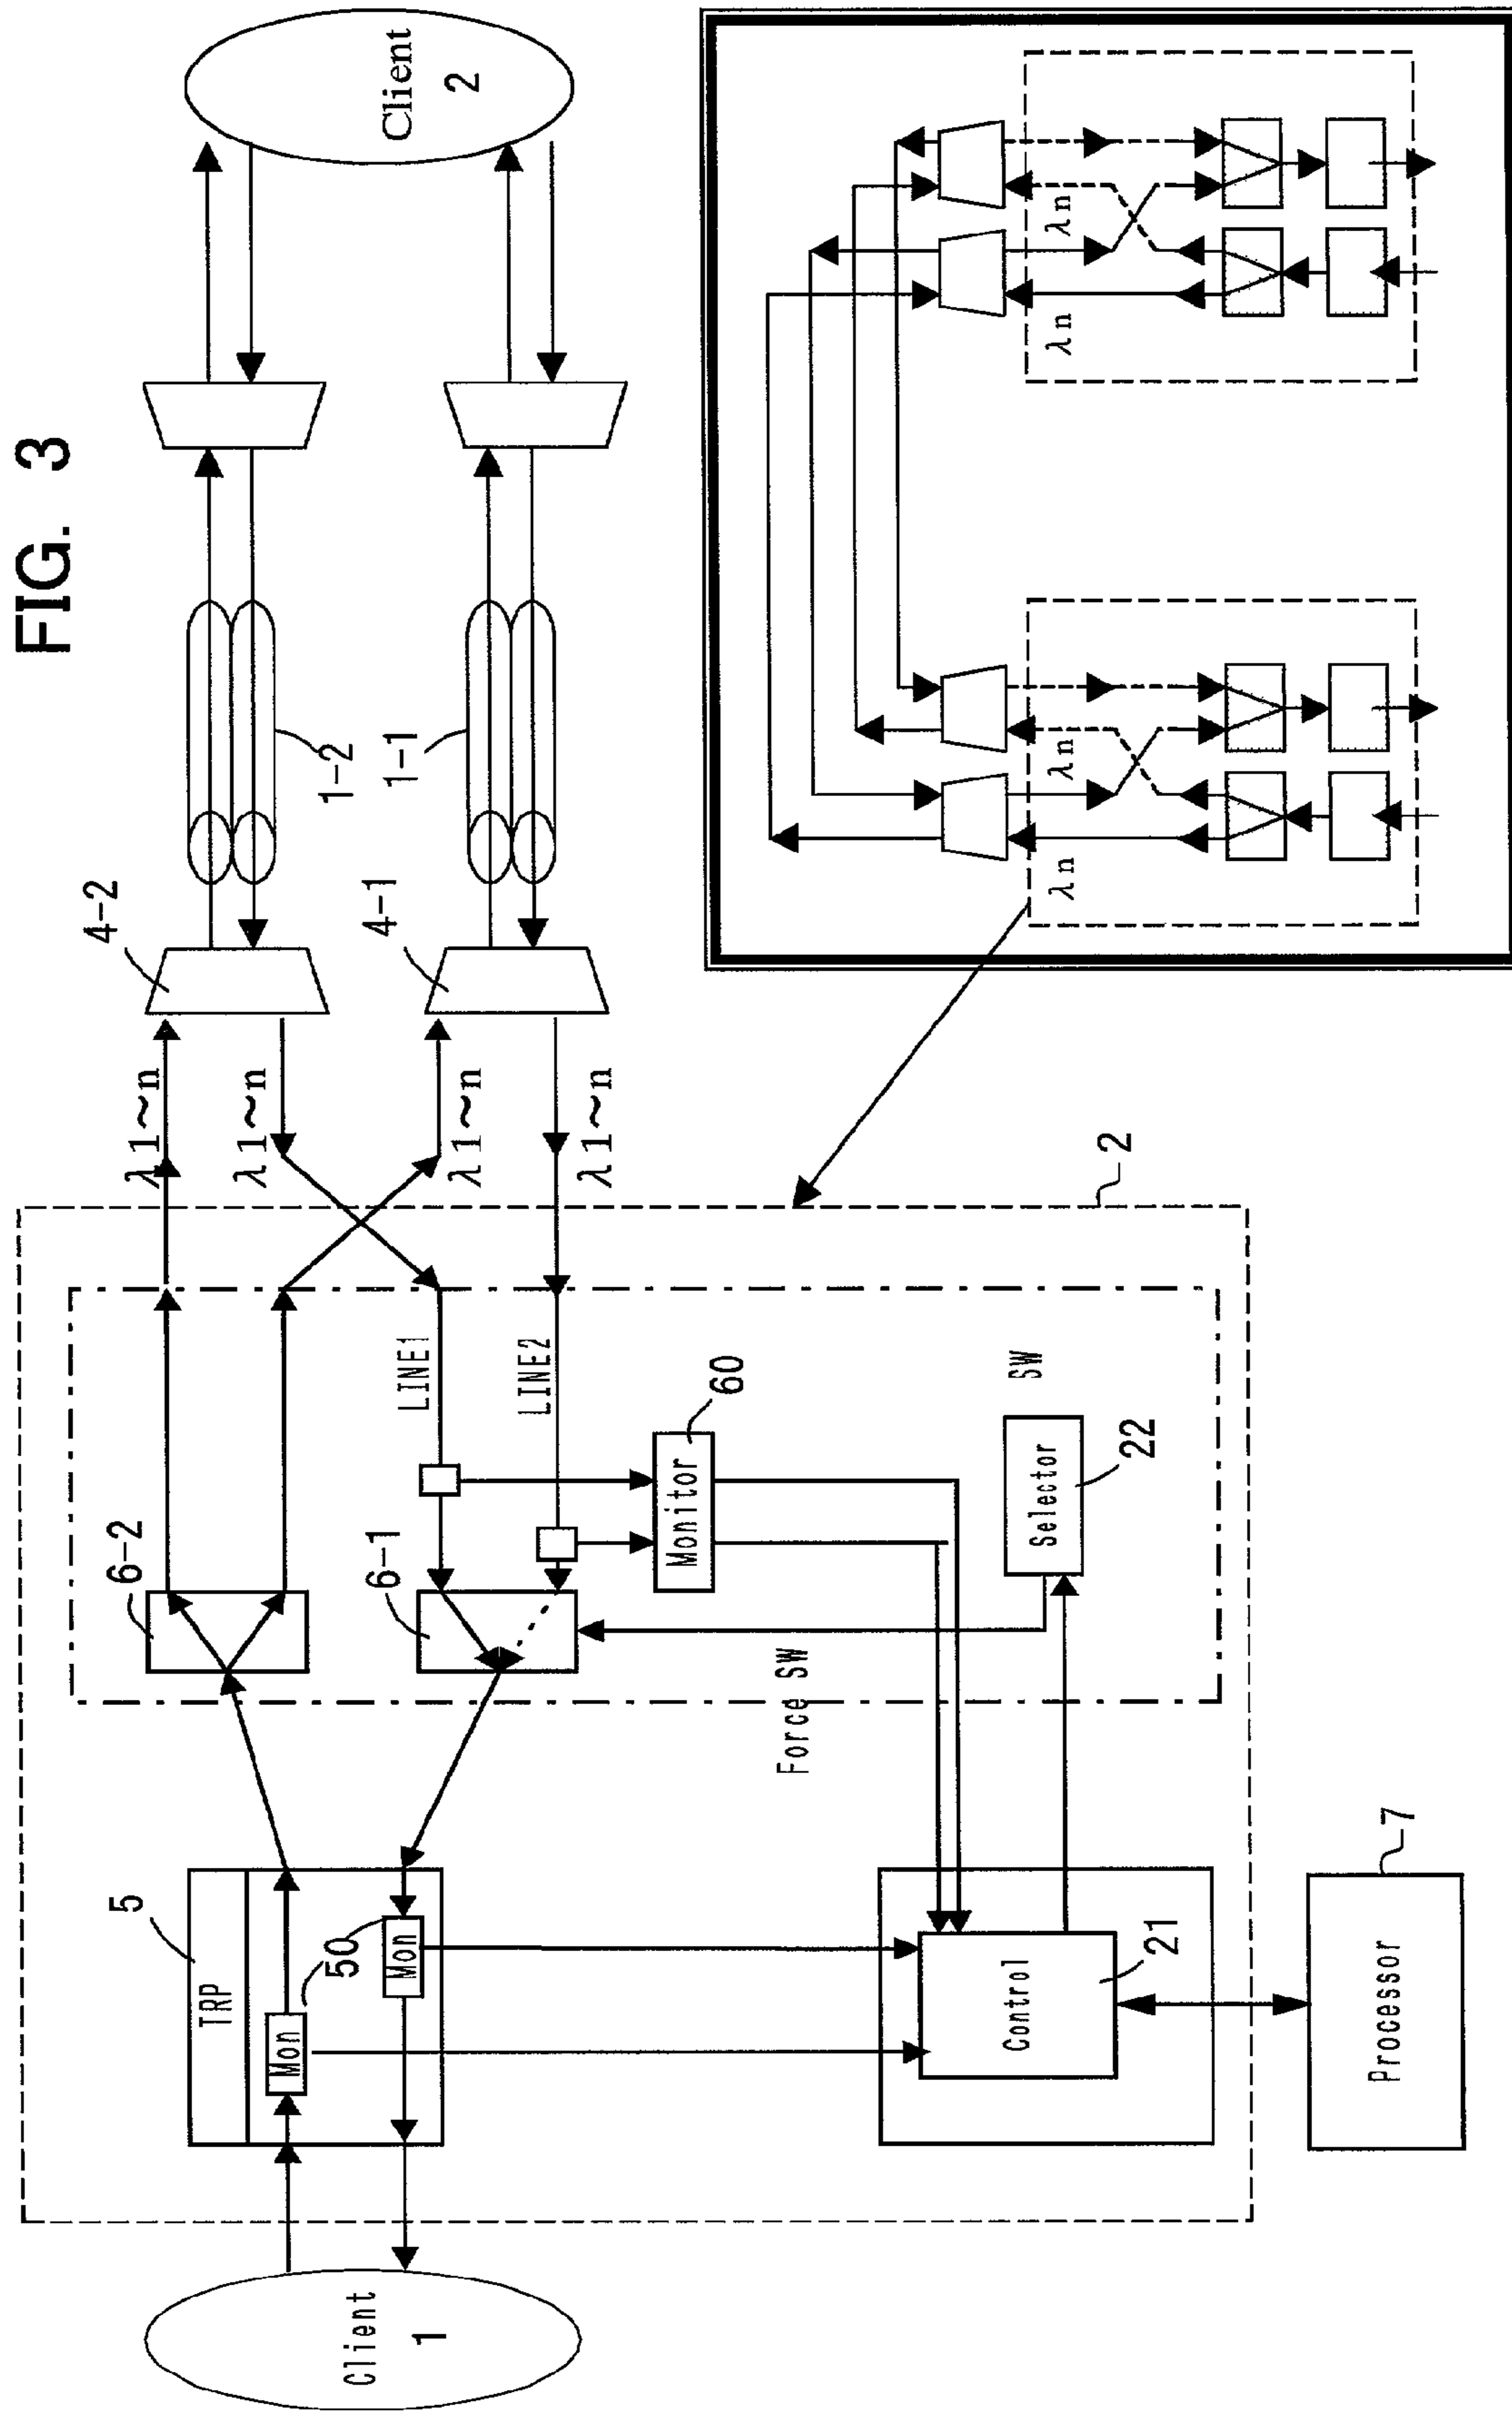 FIG. 3
Client
2
1-2
1-1
4-2
4-1
λ1~n
λ1~n
λ1~n
λ1~n
2
6-2
6-1
LINE1
LINE2
Monitor
60
SW
Selector
22
Force SW
5
TRP
50
Mon
Mon
Control
21
Processor
7
Client
1
λn
λn
λn
λn